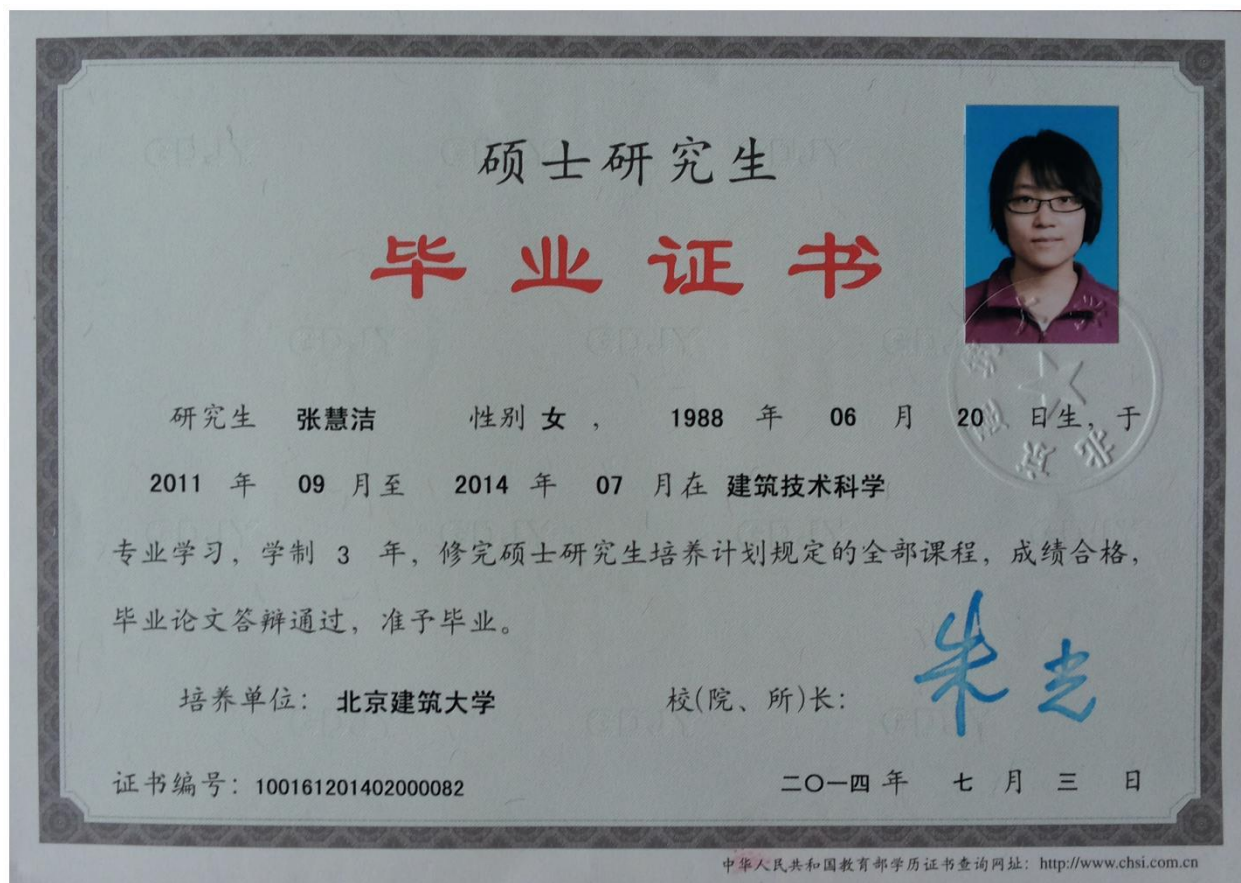 硕士研究生
毕业证书
研究生 张慧洁 性别 女 , 1988 年 06 月 20 日生, 于
2011 年 09 月至 2014 年 07 月在 建筑技术科学
专业学习, 学制 3 年, 修完硕士研究生培养计划规定的全部课程, 成绩合格,
毕业论文答辩通过, 准予毕业。
培养单位: 北京建筑大学 校(院、所)长: 朱光
证书编号: 100161201402000082 二〇一四 年 七 月 三 日
中华人民共和国教育部学历证书查询网址: http://www.chsi.com.cn